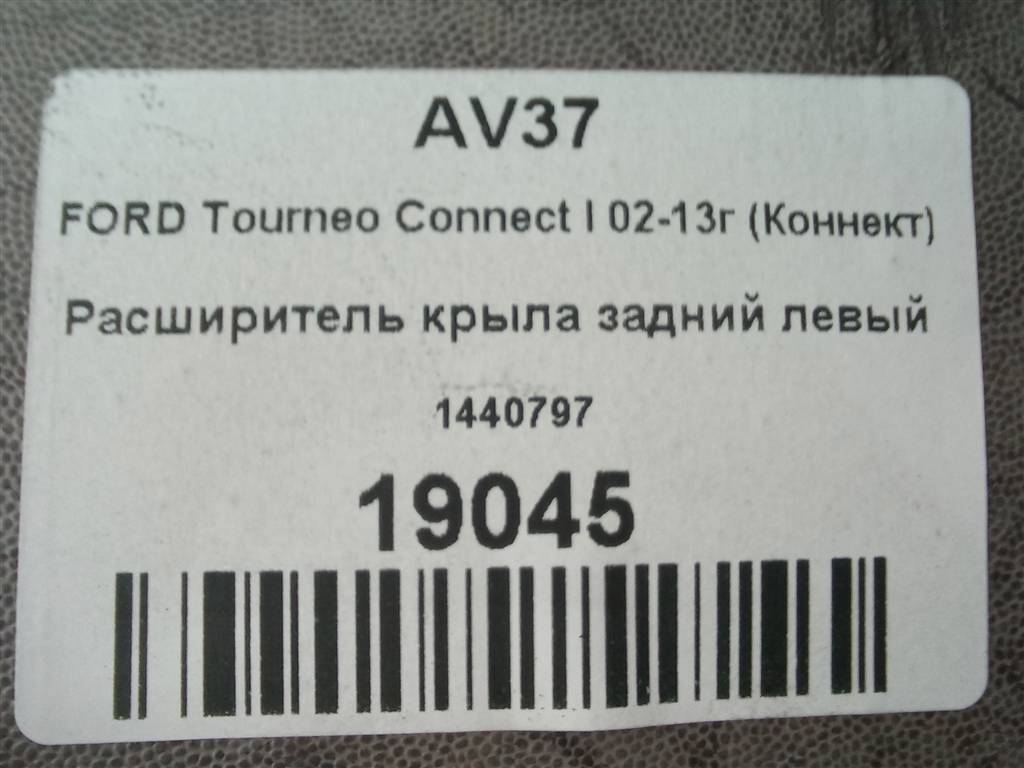 AV37
FORD Tourneo Connect I 02-13г (Коннект)
Расширитель крыла задний левый
1440797
19045